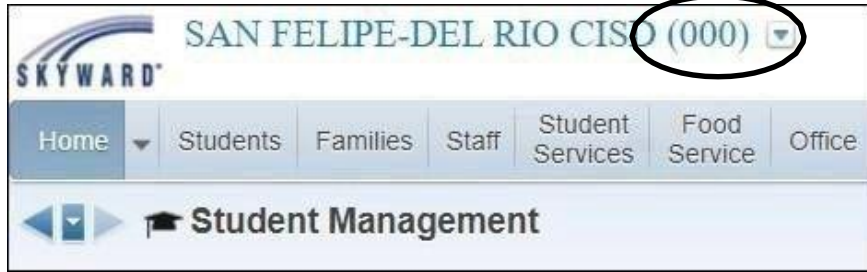 SAN FELIPE-DEL RIO CISD (000)
SKYWARD®
Home Students Families Staff Student Services Food Service Office
Student Management